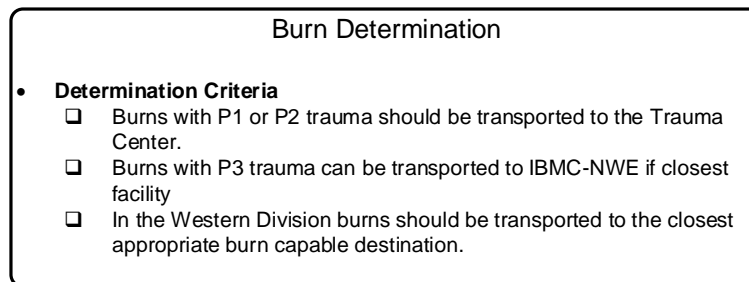 Burn Determination
• Determination Criteria
❑ Burns with P1 or P2 trauma should be transported to the Trauma
Center.
❑ Burns with P3 trauma can be transported to IBMC-NWE if closest
facility
❑ In the Western Division burns should be transported to the closest
appropriate burn capable destination.